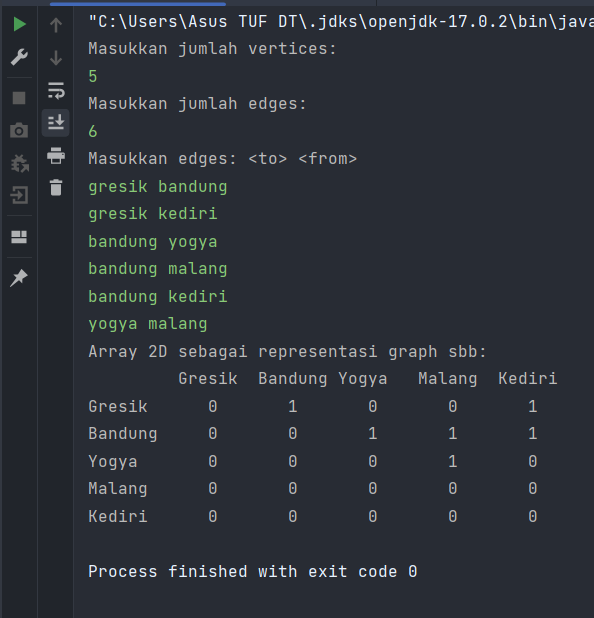 "C:\Users\Asus TUF DT\.jdks\openjdk-17.0.2\bin\java
Masukkan jumlah vertices:
5
Masukkan jumlah edges:
6
Masukkan edges: <to> <from>
gresik bandung
gresik kediri
bandung yogya
bandung malang
bandung kediri
yogya malang
Array 2D sebagai representasi graph sbb:
Gresik Bandung Yogya Malang Kediri
Gresik 0 1 0 0 1
Bandung 0 0 1 1 1
Yogya 0 0 0 1 0
Malang 0 0 0 0 0
Kediri 0 0 0 0 0
Process finished with exit code 0